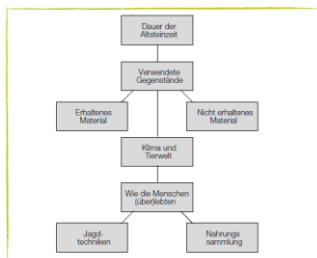 Dauer der
Altsteinzeit
Verwendete
Gegenstände
Erhaltenes
Material
Nicht erhaltenes
Material
Klima und
Tierwelt
Wie die Menschen
(über)lebten
Jagd-
techniken
Nahrungs
sammlung